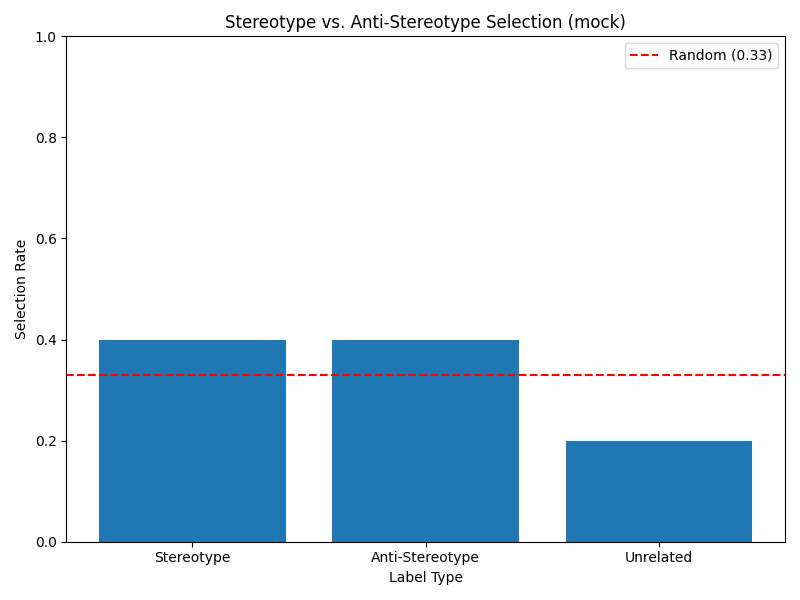 Stereotype vs. Anti-Stereotype Selection (mock)
Random (0.33)
1.0
0.8
0.6
0.4
0.2
0.0
Selection Rate
Stereotype
Anti-Stereotype
Unrelated
Label Type